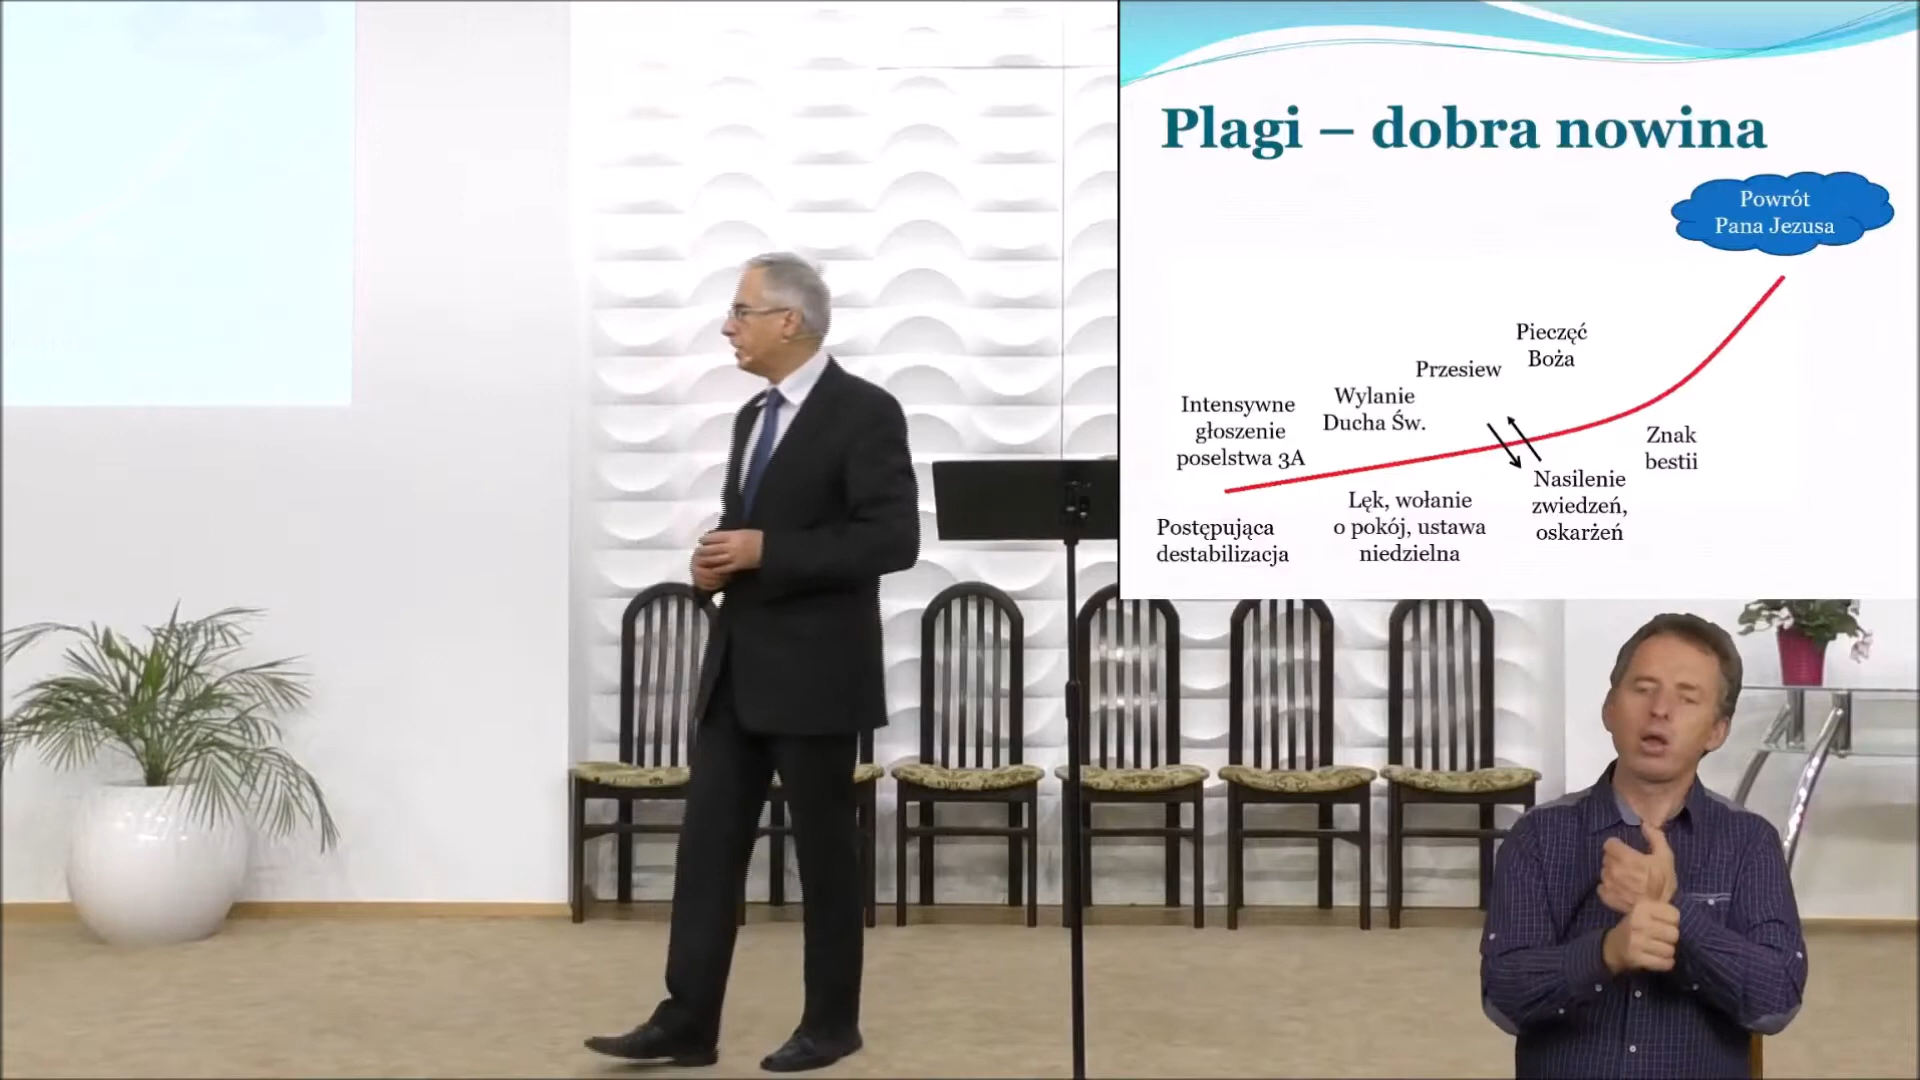 Plagi – dobra nowina
Powrót
Pana Jezusa
Pieczęć
Boża
Przesiew
Wylanie
Ducha Św.
Intensywne
głoszenie
poselstwa 3A
Znak
bestii
Nasilenie
zwiedzeń,
oskarżeń
Lęk, wołanie
o pokój, ustawa
niedzielna
Postępująca
destabilizacja